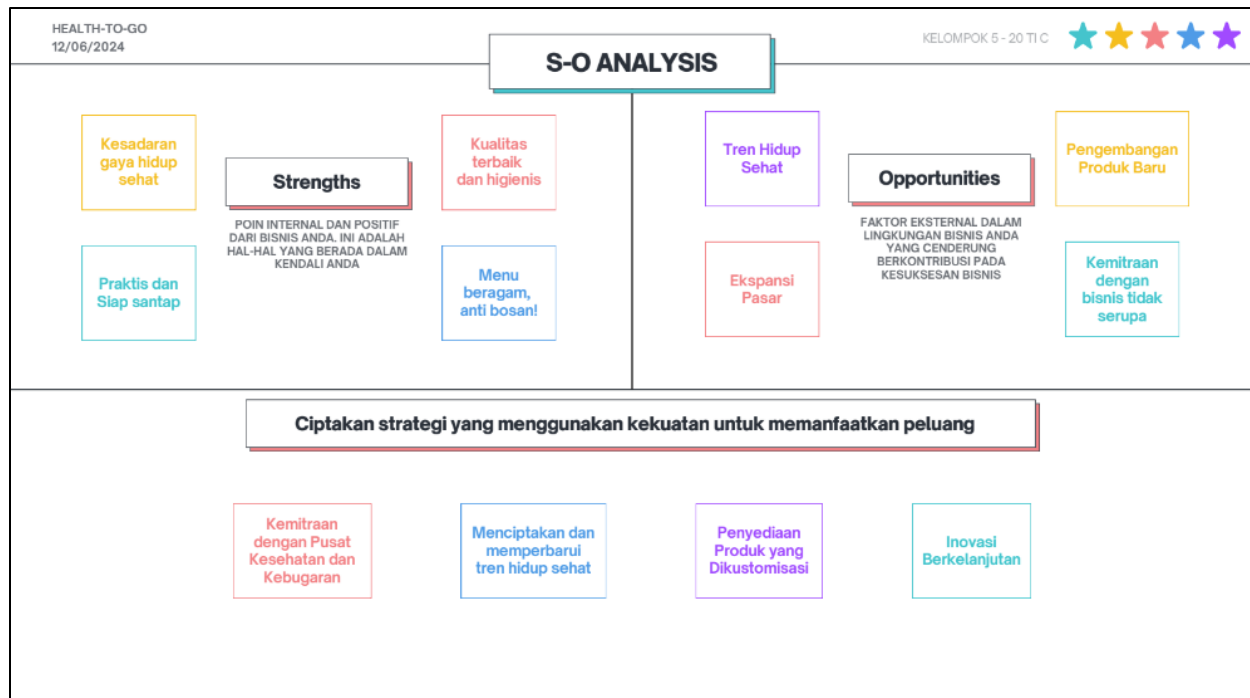 HEALTH-TO-GO
12/06/2024
KELOMPOK 5 - 20 TI C
S-O ANALYSIS
Kesadaran
gaya hidup
sehat
Strengths
POIN INTERNAL DAN POSITIF
DARI BISNIS ANDA. INI ADALAH
HAL-HAL YANG BERADA DALAM
KENDALI ANDA
Kualitas
terbaik
dan higienis
Praktis dan
Siap santap
Menu
beragam,
anti bosan!
Tren Hidup
Sehat
Opportunities
FAKTOR EKSTERNAL DALAM
LINGKUNGAN BISNIS ANDA
YANG CENDERUNG
BERKONTRIBUSI PADA
KESUKSESAN BISNIS
Pengembangan
Produk Baru
Ekspansi
Pasar
Kemitraan
dengan
bisnis tidak
serupa
Ciptakan strategi yang menggunakan kekuatan untuk memanfaatkan peluang
Kemitraan
dengan Pusat
Kesehatan dan
Kebugaran
Menciptakan dan
memperbarui
tren hidup sehat
Penyediaan
Produk yang
Dikustomisasi
Inovasi
Berkelanjutan